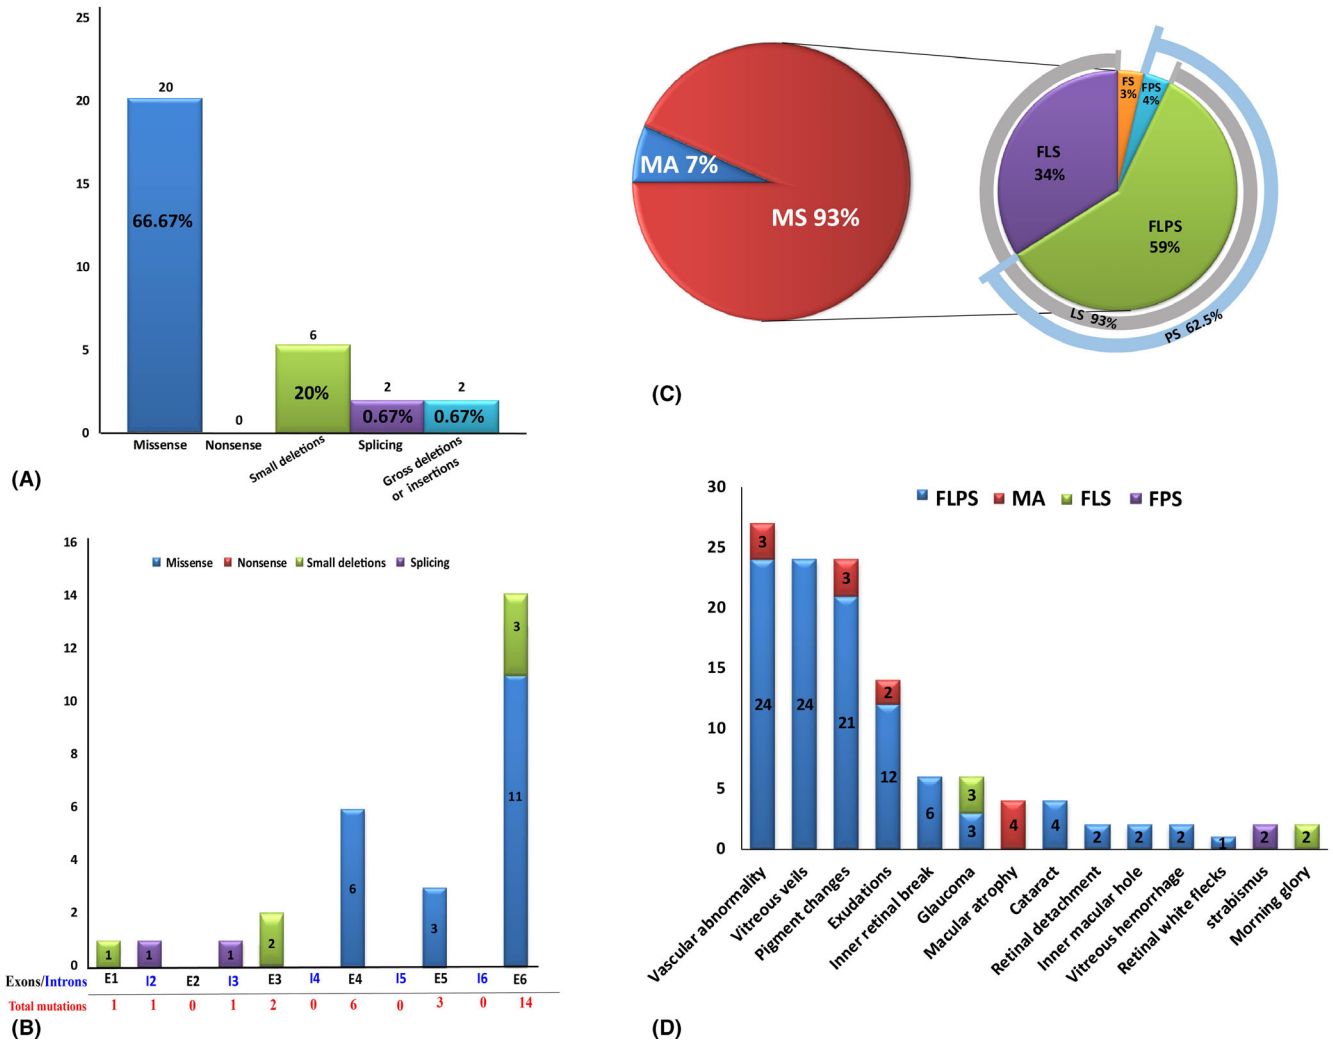 25
20
15
10
5
0
20
66.67%
0
6
20%
2
0.67%
2
0.67%
Missense
Nonsense
Small deletions
Splicing
Gross deletions
or insertions
(A)
16
14
12
10
8
6
4
2
0
Missense
Nonsense
Small deletions
Splicing
1
1
1
2
6
3
3
11
Exons/Introns E1 I2 E2 I3 E3 I4 E4 I5 E5 I6 E6
Total mutations 1 1 0 1 2 0 6 0 3 0 14
(B)
MA 7%
MS 93%
FS
3%
FPS
4%
FLS
34%
FLPS
59%
LS 93%
PS 62.5%
(C)
30
25
20
15
10
5
0
FLPS
MA
FLS
FPS
3
24
24
3
21
2
12
6
3
3
4
4
2
2
2
1
2
2
Vascular abnormality
Vitreous veils
Pigment changes
Exudations
Inner retinal break
Glaucoma
Macular atrophy
Cataract
Retinal detachment
Inner macular hole
Vitreous hemorrhage
Retinal white flecks
strabismus
Morning glory
(D)